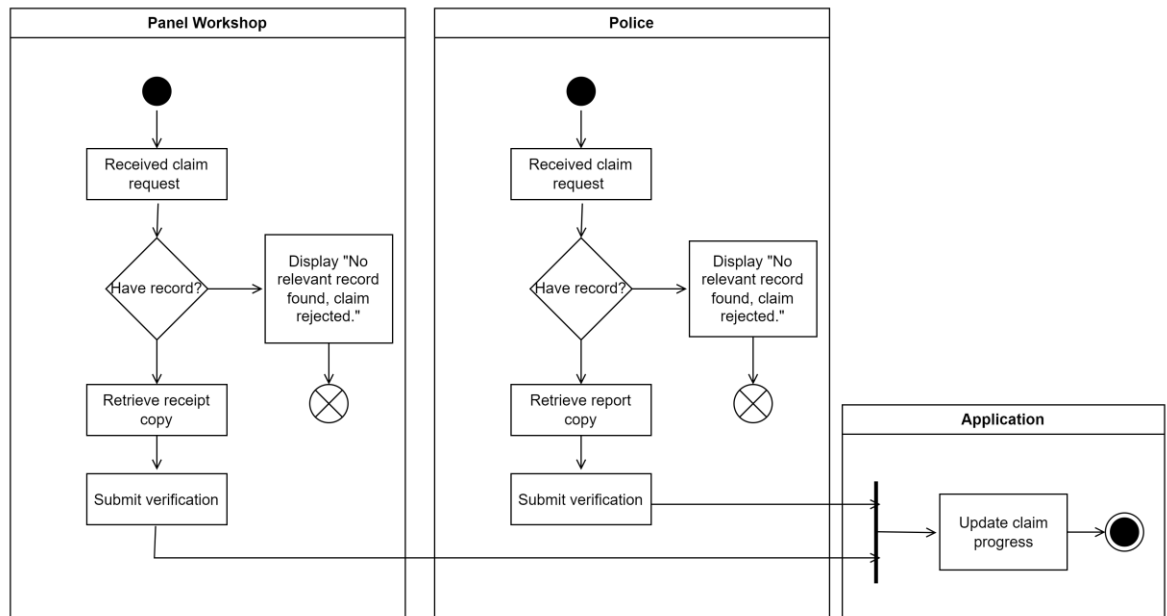 Panel Workshop
Received claim
request
Have record?
Display "No
relevant record
found, claim
rejected."
Retrieve receipt
copy
Submit verification
Police
Received claim
request
Have record?
Display "No
relevant record
found, claim
rejected."
Retrieve report
copy
Submit verification
Application
Update claim
progress